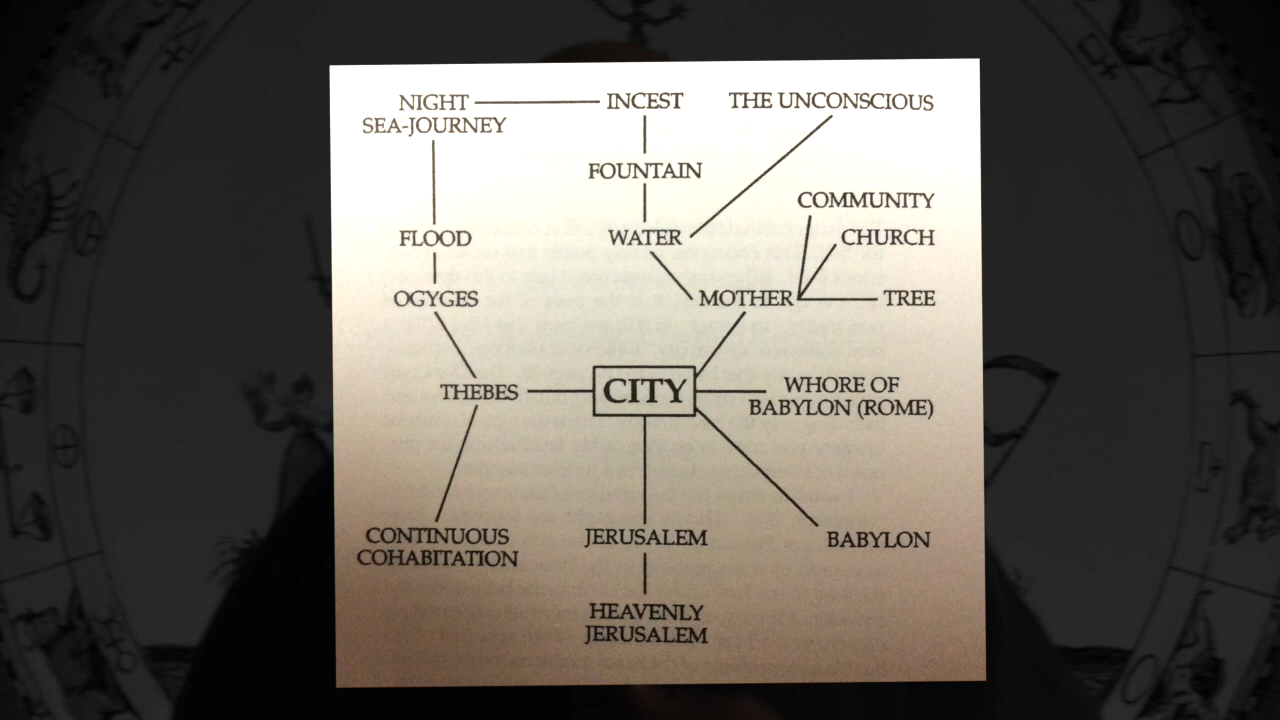 NIGHT
SEA-JOURNEY
INCEST
THE UNCONSCIOUS
FOUNTAIN
COMMUNITY
FLOOD
WATER
CHURCH
OGYGES
MOTHER
TREE
THEBES
CITY
WHORE OF
BABYLON (ROME)
CONTINUOUS
COHABITATION
JERUSALEM
BABYLON
HEAVENLY
JERUSALEM